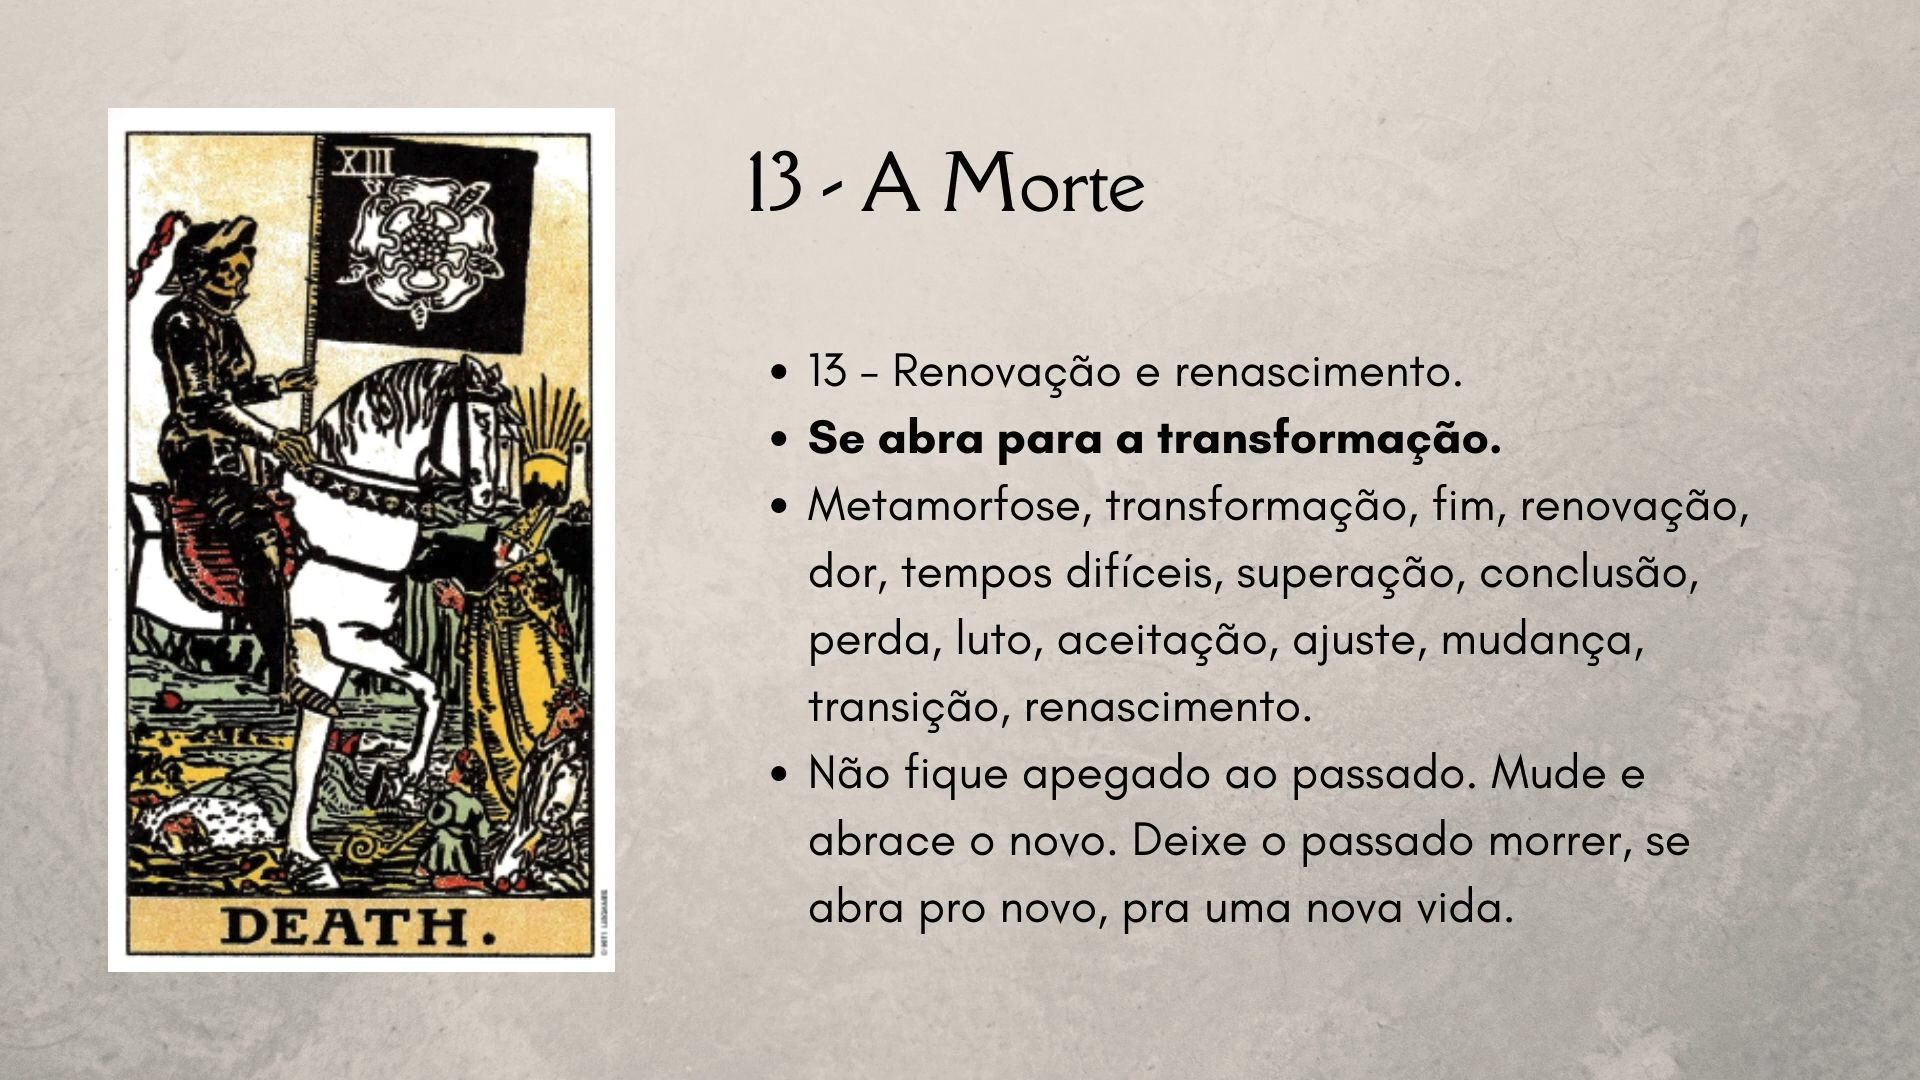 XIII
DEATH.
13 - A Morte
• 13 – Renovação e renascimento.
• Se abra para a transformação.
• Metamorfose, transformação, fim, renovação,
dor, tempos difíceis, superação, conclusão,
perda, luto, aceitação, ajuste, mudança,
transição, renascimento.
• Não fique apegado ao passado. Mude e
abrace o novo. Deixe o passado morrer, se
abra pro novo, pra uma nova vida.